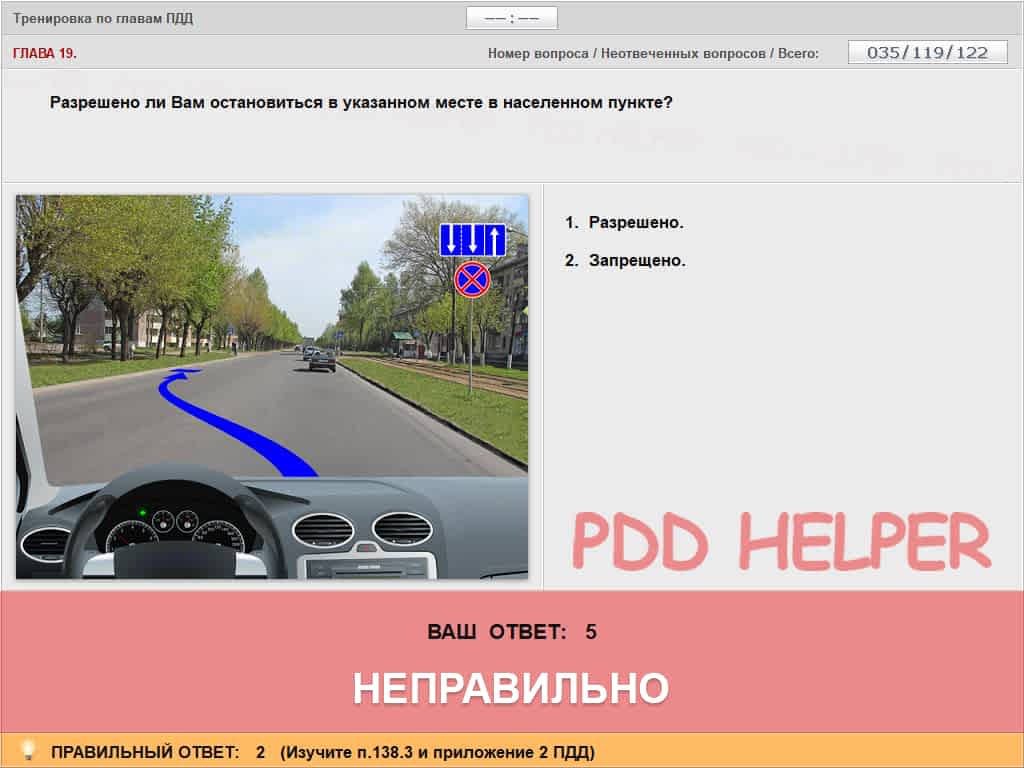 Тренировка по главам ПДД
—— : ——
ГЛАВА 19.
Номер вопроса / Неотвеченных вопросов / Всего: 035/119/122
Разрешено ли Вам остановиться в указанном месте в населенном пункте?
1. Разрешено.
2. Запрещено.
PDD HELPER
ВАШ ОТВЕТ: 5
НЕПРАВИЛЬНО
ПРАВИЛЬНЫЙ ОТВЕТ: 2 (Изучите п.138.3 и приложение 2 ПДД)